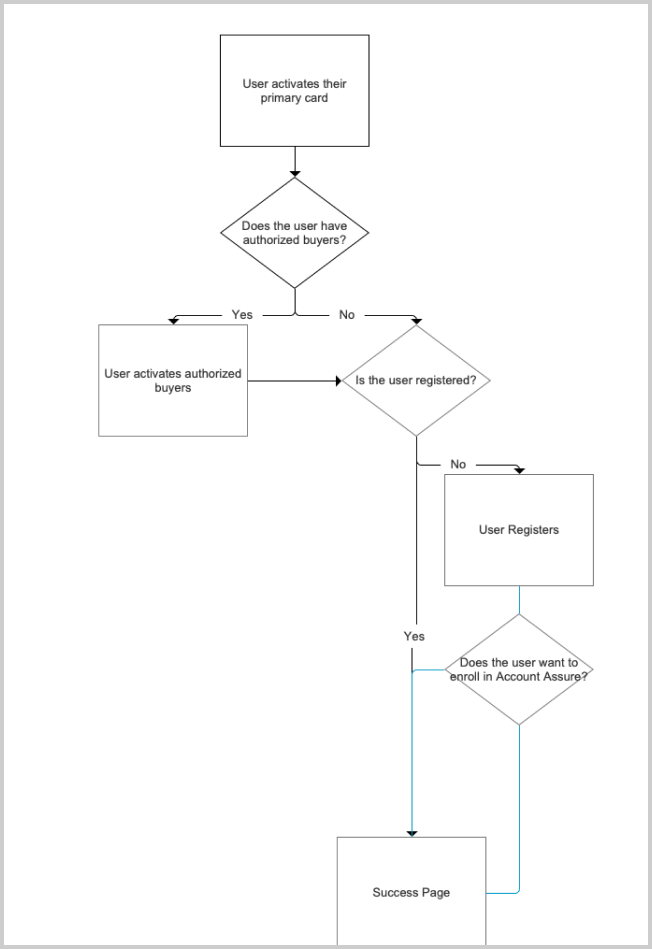 User activates their
primary card
Does the user have
authorized buyers?
Yes
No
User activates authorized
buyers
Is the user registered?
No
User Registers
Yes
Does the user want to
enroll in Account Assure?
Success Page